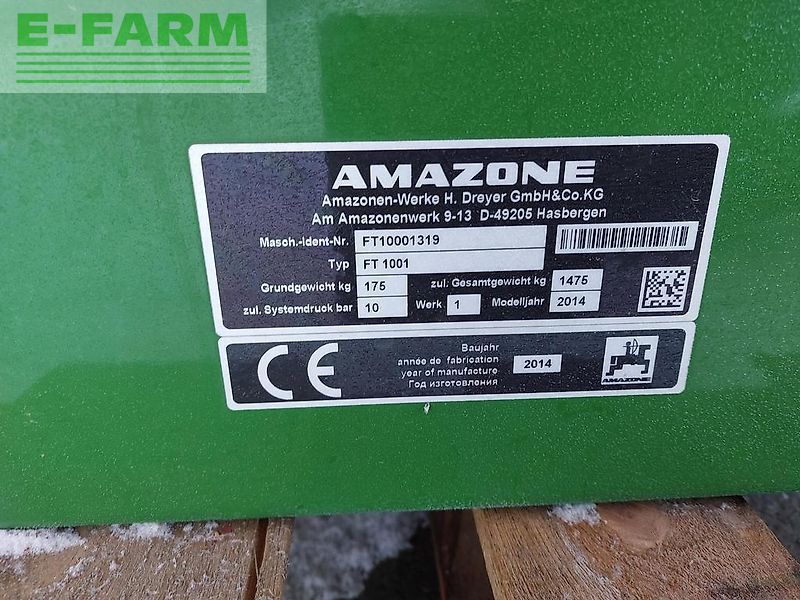 E-FARM
AMAZONE
Amazonen-Werke H. Dreyer GmbH&Co.KG
Am Amazonenwerk 9-13 D-49205 Hasbergen
Masch.-Ident-Nr. FT10001319
Typ FT 1001
Grundgewicht kg 175 zul. Gesamtgewicht kg 1475
zul. Systemdruck bar 10 Werk 1 Modelljahr 2014
CE
Baujahr
année de fabrication
year of manufacture 2014
Год изготовления
AMAZONE